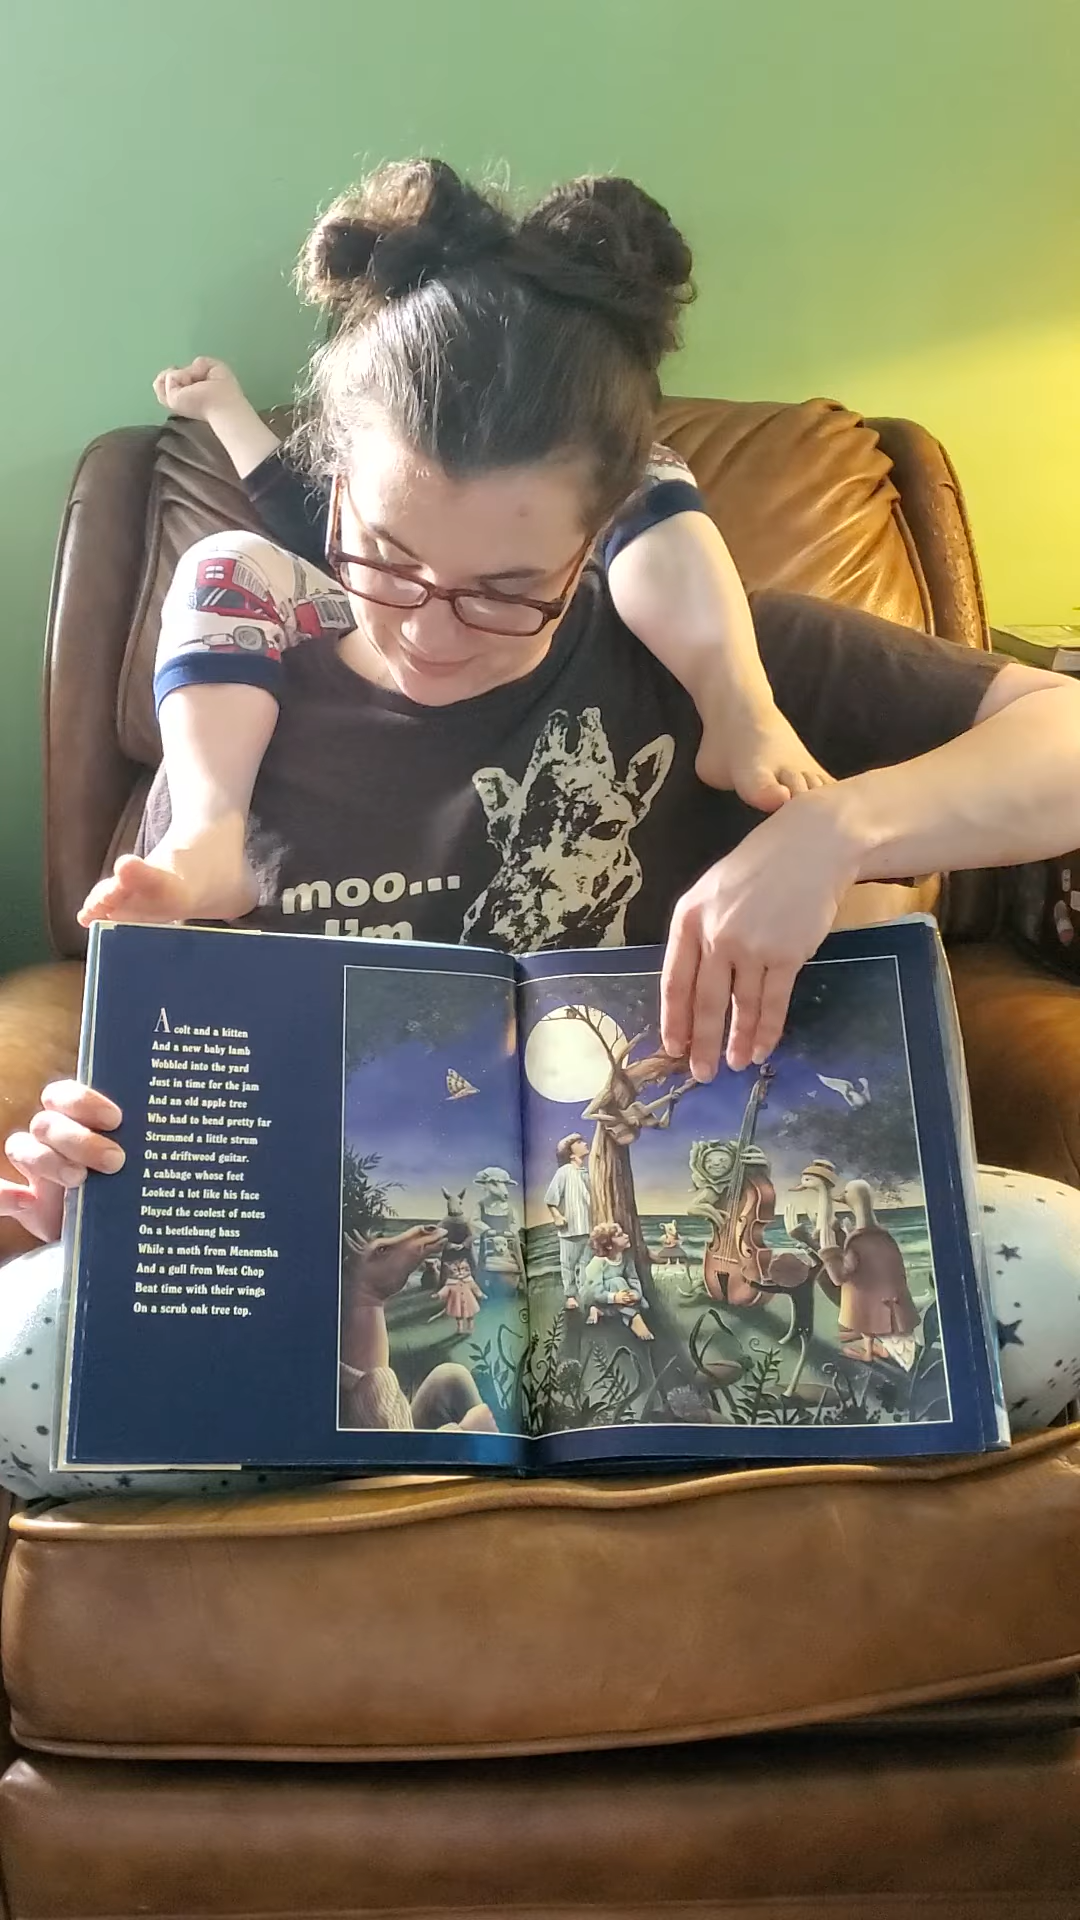 moo...
I'm
A colt and a kitten
And a new baby lamb
Wobbled into the yard
Just in time for the jam
And an old apple tree
Who had to bend pretty far
Strummed a little strum
On a driftwood guitar.
A cabbage whose feet
Looked a lot like his face
Played the coolest of notes
On a beetlebung bass
While a moth from Menemsha
And a gull from West Chop
Beat time with their wings
On a scrub oak tree top.